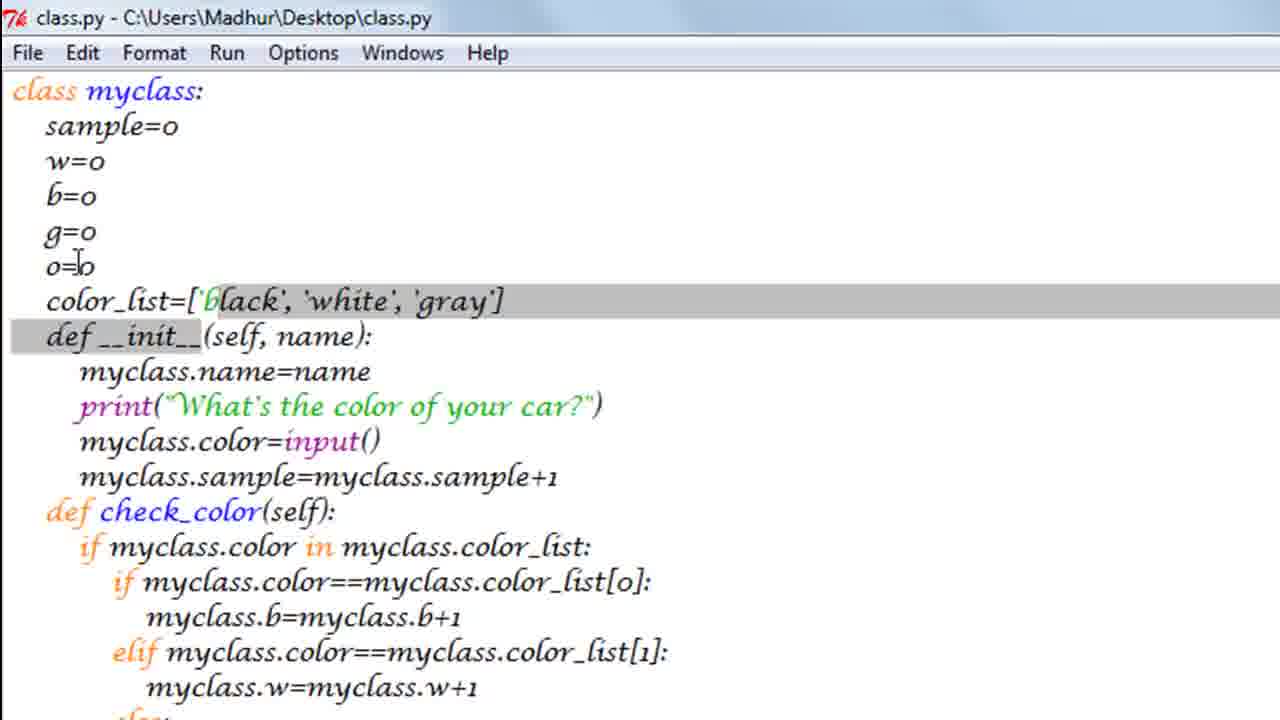 class.py - C:\Users\Madhur\Desktop\class.py
File Edit Format Run Options Windows Help
class myclass:
sample=0
w=0
b=0
g=0
o=0
color_list=['black', 'white', 'gray']
def __init__(self, name):
myclass.name=name
print("What's the color of your car?")
myclass.color=input()
myclass.sample=myclass.sample+1
def check_color(self):
if myclass.color in myclass.color_list:
if myclass.color==myclass.color_list[0]:
myclass.b=myclass.b+1
elif myclass.color==myclass.color_list[1]:
myclass.w=myclass.w+1
else: